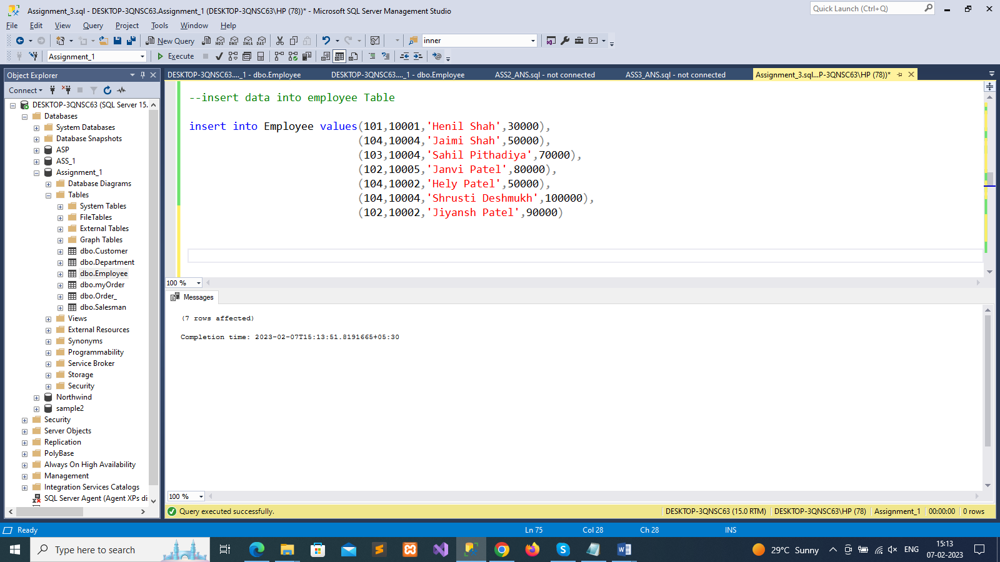 Assignment_3.sql - DESKTOP-3QNSC63.Assignment_1 (DESKTOP-3QNSC63\HP (78))* - Microsoft SQL Server Management Studio
Quick Launch (Ctrl+Q)
File Edit View Query Project Tools Window Help
New Query
MDX DMX XMLA DAX
inner
Assignment_1
Execute
Object Explorer
DESKTOP-3QNSC63...._1 - dbo.Employee
DESKTOP-3QNSC63...._1 - dbo.Employee
ASS2_ANS.sql - not connected
ASS3_ANS.sql - not connected
Assignment_3.sql...P-3QNSC63\HP (78))*
Connect
DESKTOP-3QNSC63 (SQL Server 15.
Databases
System Databases
Database Snapshots
ASP
ASS_1
Assignment_1
Database Diagrams
Tables
System Tables
FileTables
External Tables
Graph Tables
dbo.Customer
dbo.Department
dbo.Employee
dbo.myOrder
dbo.Order_
dbo.Salesman
Views
External Resources
Synonyms
Programmability
Service Broker
Storage
Security
Northwind
sample2
Security
Server Objects
Replication
PolyBase
Always On High Availability
Management
Integration Services Catalogs
SQL Server Agent (Agent XPs di
--insert data into employee Table
insert into Employee values(101,10001,'Henil Shah',30000),
(104,10004,'Jaimi Shah',50000),
(103,10004,'Sahil Pithadiya',70000),
(102,10005,'Janvi Patel',80000),
(104,10002,'Hely Patel',50000),
(104,10004,'Shrusti Deshmukh',100000),
(102,10002,'Jiyansh Patel',90000)
100 %
Messages
(7 rows affected)
Completion time: 2023-02-07T15:13:51.8191665+05:30
100 %
Query executed successfully.
DESKTOP-3QNSC63 (15.0 RTM) DESKTOP-3QNSC63\HP (78) Assignment_1 00:00:00 0 rows
Ready Ln 75 Col 28 Ch 28 INS
Type here to search
29°C Sunny
ENG
15:13
07-02-2023